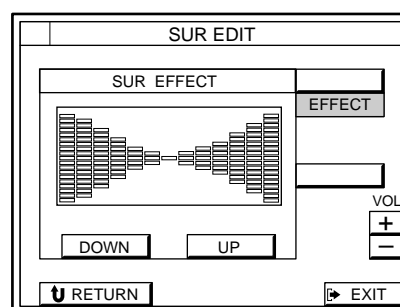 SUR EDIT
SUR EFFECT
EFFECT
VOL
+
DOWN UP
−
RETURN EXIT